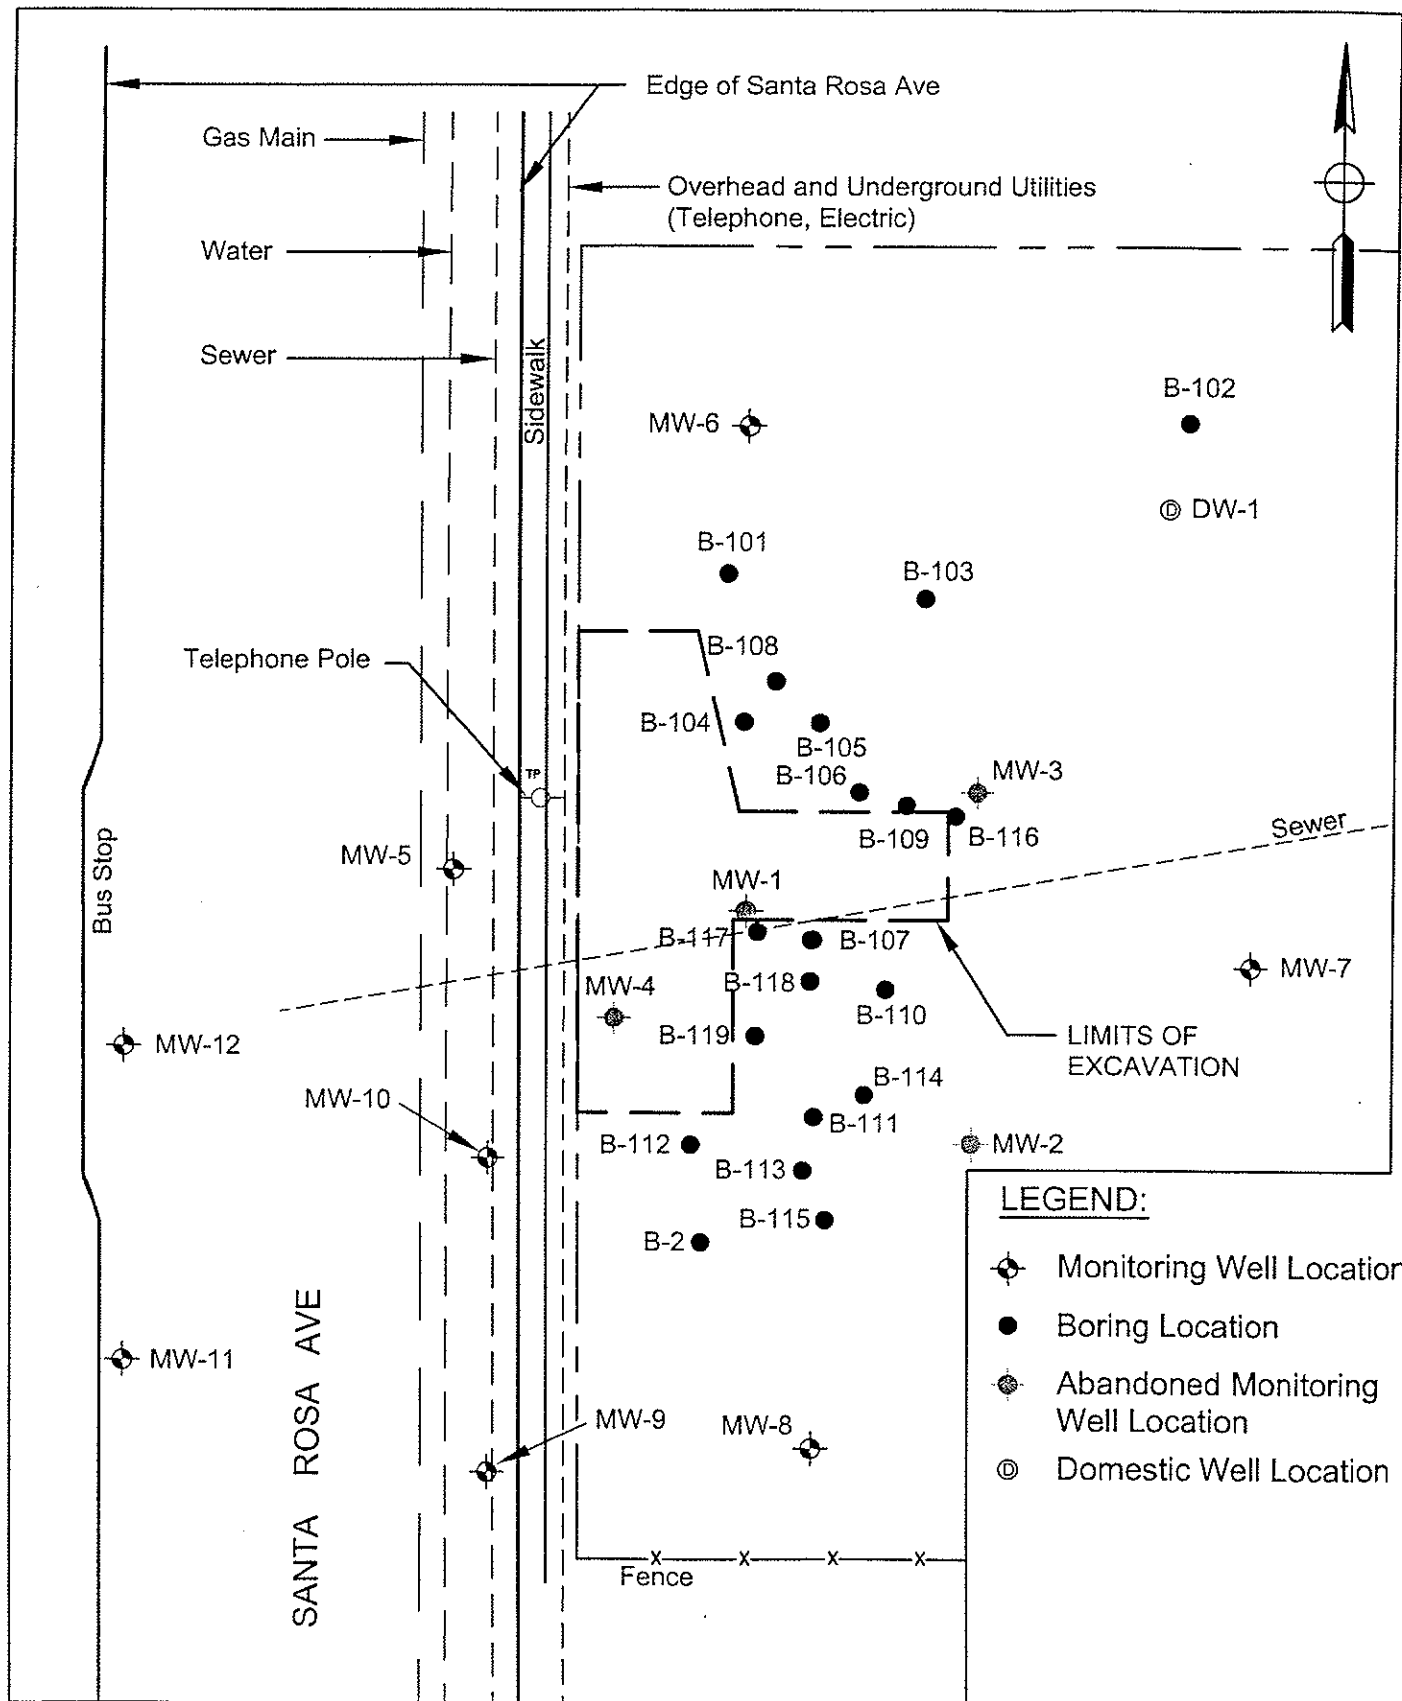 Edge of Santa Rosa Ave
Gas Main
Overhead and Underground Utilities
(Telephone, Electric)
Water
Sewer
Sidewalk
B-102
MW-6
D DW-1
B-101
B-103
B-108
Telephone Pole
B-104
B-105
TP
B-106
MW-3
Sewer
B-109
B-116
Bus Stop
MW-5
MW-1
B-117
B-107
MW-7
B-118
MW-4
B-110
B-119
LIMITS OF
EXCAVATION
MW-12
B-114
MW-10
B-111
B-112
MW-2
B-113
B-115
B-2
LEGEND:
Monitoring Well Location
Boring Location
Abandoned Monitoring
Well Location
D Domestic Well Location
SANTA ROSA AVE
MW-11
MW-9
MW-8
x x x x
Fence